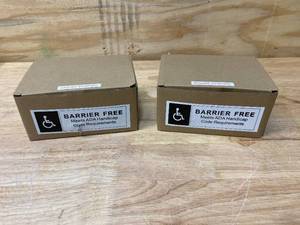 BARRIER FREE
Meets ADA Handicap
Code Requirements
BARRIER FREE
Meets ADA Handicap
Code Requirements